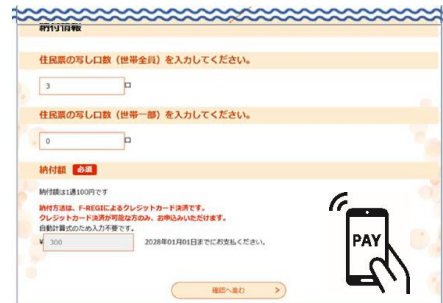 納付情報
住民票の写し口数（世帯全員）を入力してください。
3
口
住民票の写し口数（世帯一部）を入力してください。
0
口
納付額 必須
納付額は1通100円です
納付方法は、F-REGIによるクレジットカード決済です。
クレジットカード決済が可能な方のみ、お申込みいただけます。
自動計算式のため入力不要です。
¥ 300 2028年01月01日までにお支払ください。
PAY
確認へ進む >